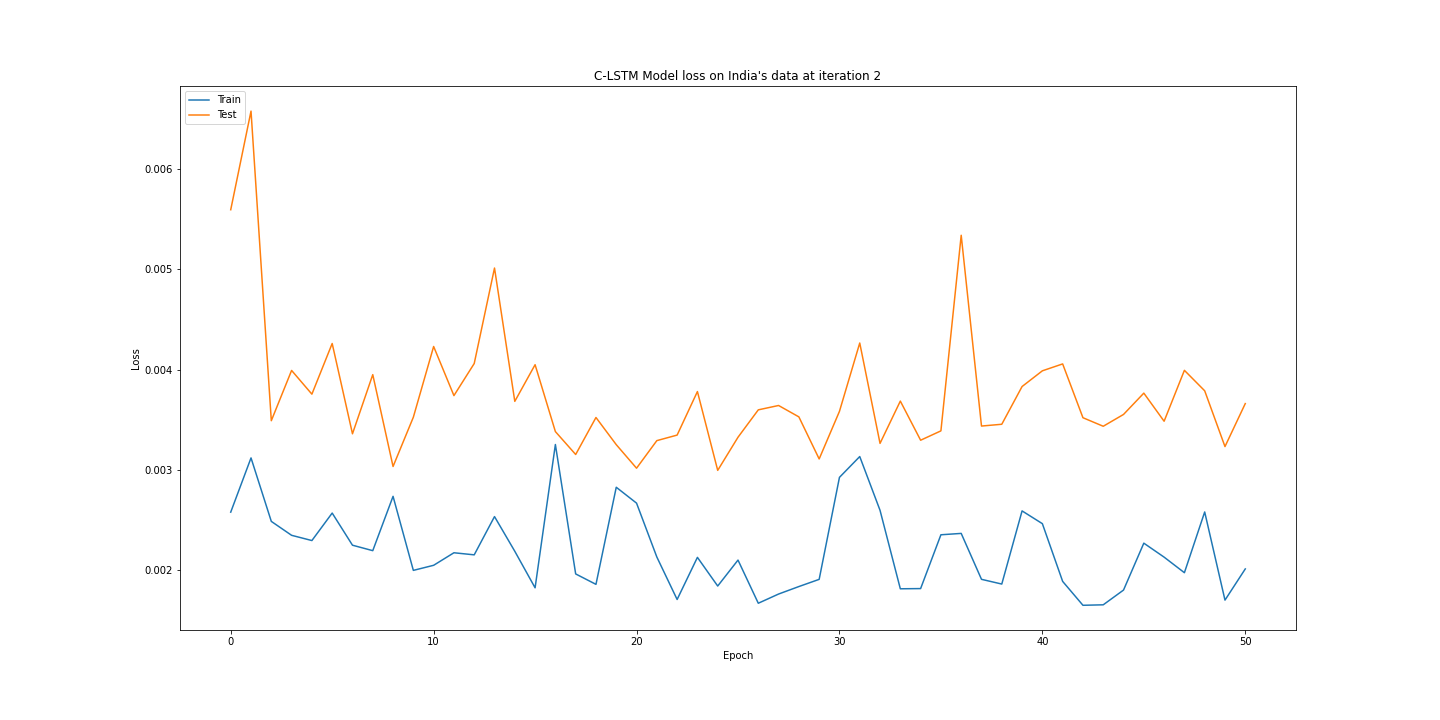 C-LSTM Model loss on India's data at iteration 2
Train
Test
0.006
0.005
0.004
0.003
0.002
Loss
0 10 20 30 40 50
Epoch